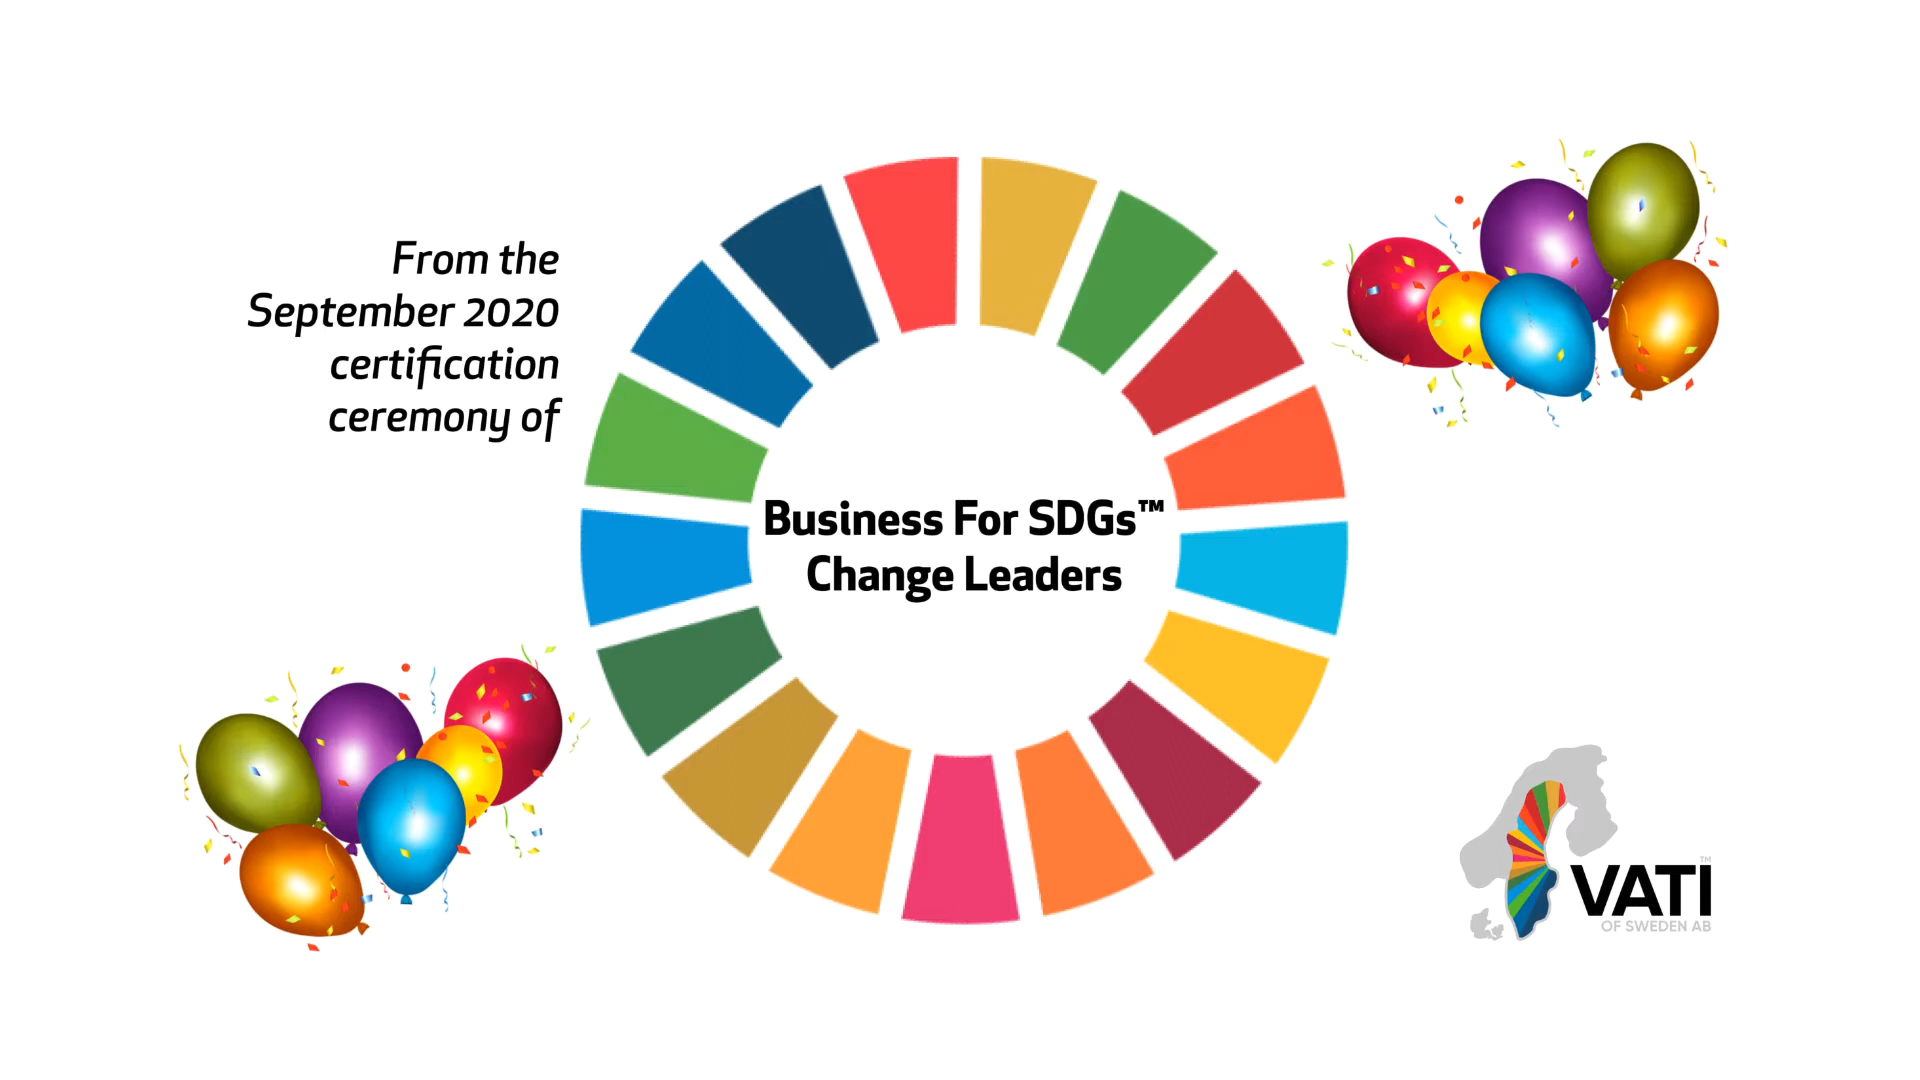 From the
September 2020
certification
ceremony of
Business For SDGs™
Change Leaders
VATI™
OF SWEDEN AB